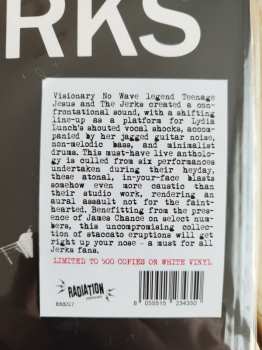 RKS
Visionary No Wave legend Teenage
Jesus and The Jerks created a con-
frontational sound, with a shifting
line-up as a platform for Lydia
Lunch's shouted vocal shocks, accom-
panied by her jagged guitar noise,
non-melodic bass, and minimalist
drums. This must-have live antholo-
gy is culled from six performances
undertaken during their heyday,
these atonal, in-your-face blasts
somehow even more caustic than
their studio work, rendering an
aural assault not for the faint-
hearted. Benefitting from the pres-
ence of James Chance on select num-
bers, this uncompromising collec-
tion of staccato eruptions will get
right up your nose - a must for all
Jerks fans.
LIMITED TO 500 COPIES ON WHITE VINYL
RADIATION